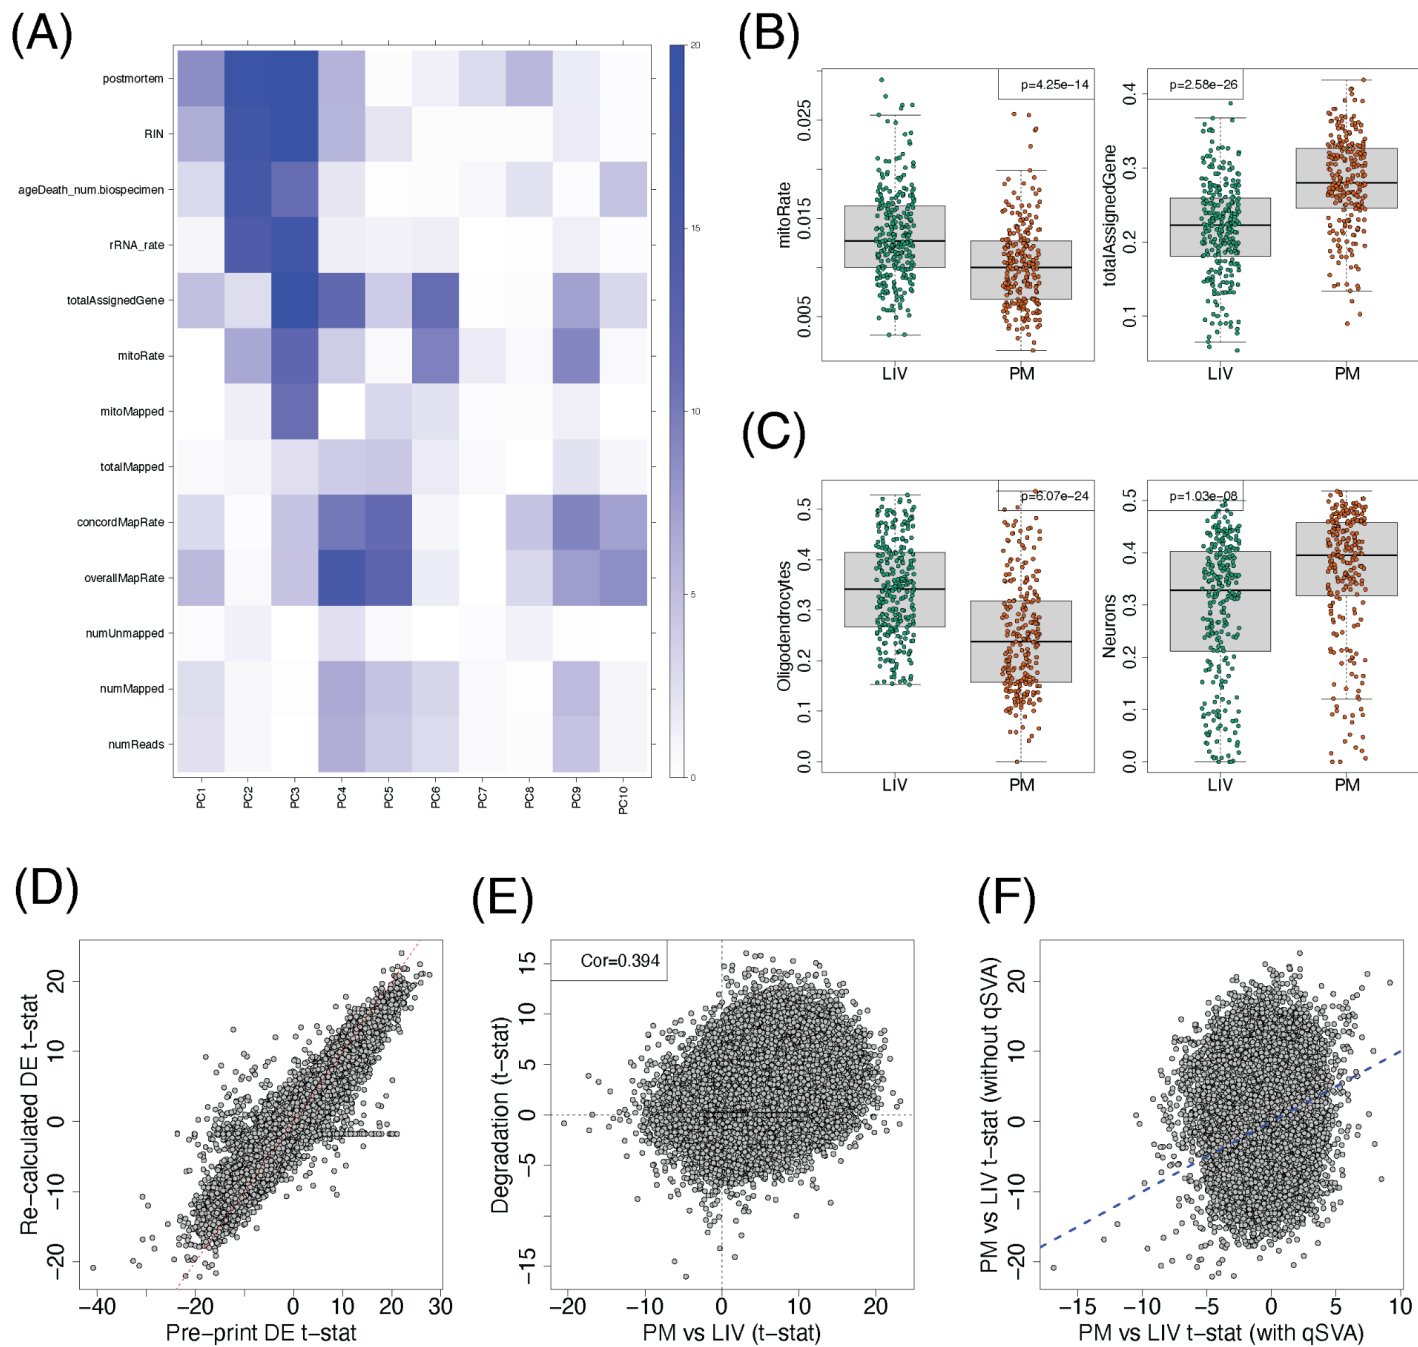 (A)
postmortem
RIN
ageDeath_num.biospecimen
rRNA_rate
totalAssignedGene
mitoRate
mitoMapped
totalMapped
concordMapRate
overallMapRate
numUnmapped
numMapped
numReads
PC1 PC2 PC3 PC4 PC5 PC6 PC7 PC8 PC9 PC10
20
15
10
5
0
(B)
mitoRate
0.025
0.015
0.005
p=4.25e-14
LIV PM
totalAssignedGene
0.4
0.3
0.2
0.1
p=2.58e-26
LIV PM
(C)
Oligodendrocytes
0.5
0.4
0.3
0.2
0.1
0.0
p=6.07e-24
LIV PM
Neurons
0.5
0.4
0.3
0.2
0.1
0.0
p=1.03e-08
LIV PM
(D)
Re-calculated DE t-stat
20
10
0
-10
-20
-40 -20 0 10 20 30
Pre-print DE t-stat
(E)
Degradation (t-stat)
15
10
5
0
-5
-15
Cor=0.394
-20 -10 0 10 20
PM vs LIV (t-stat)
(F)
PM vs LIV t-stat (without qSVA)
20
10
0
-10
-20
-15 -10 -5 0 5 10
PM vs LIV t-stat (with qSVA)